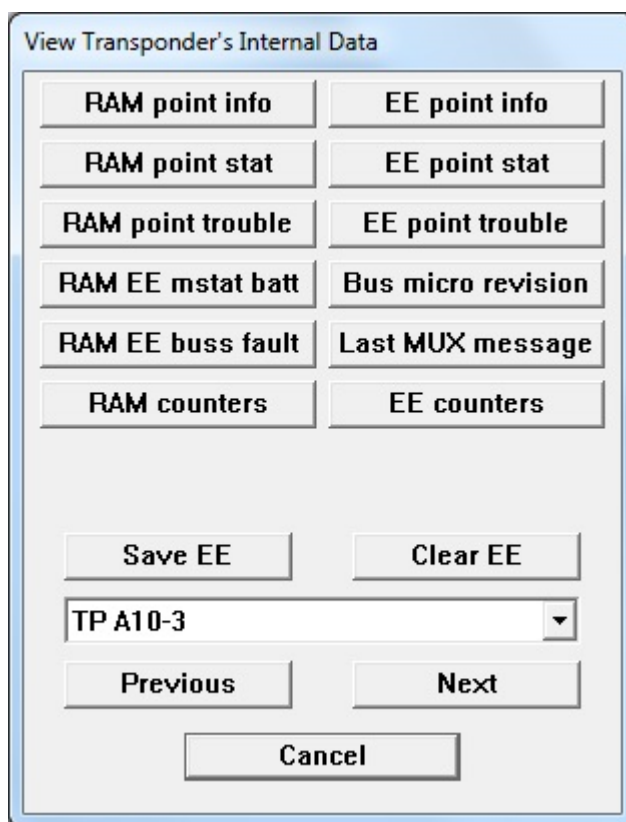 View Transponder's Internal Data
RAM point info EE point info
RAM point stat EE point stat
RAM point trouble EE point trouble
RAM EE mstat batt Bus micro revision
RAM EE buss fault Last MUX message
RAM counters EE counters
Save EE Clear EE
TP A10-3
Previous Next
Cancel